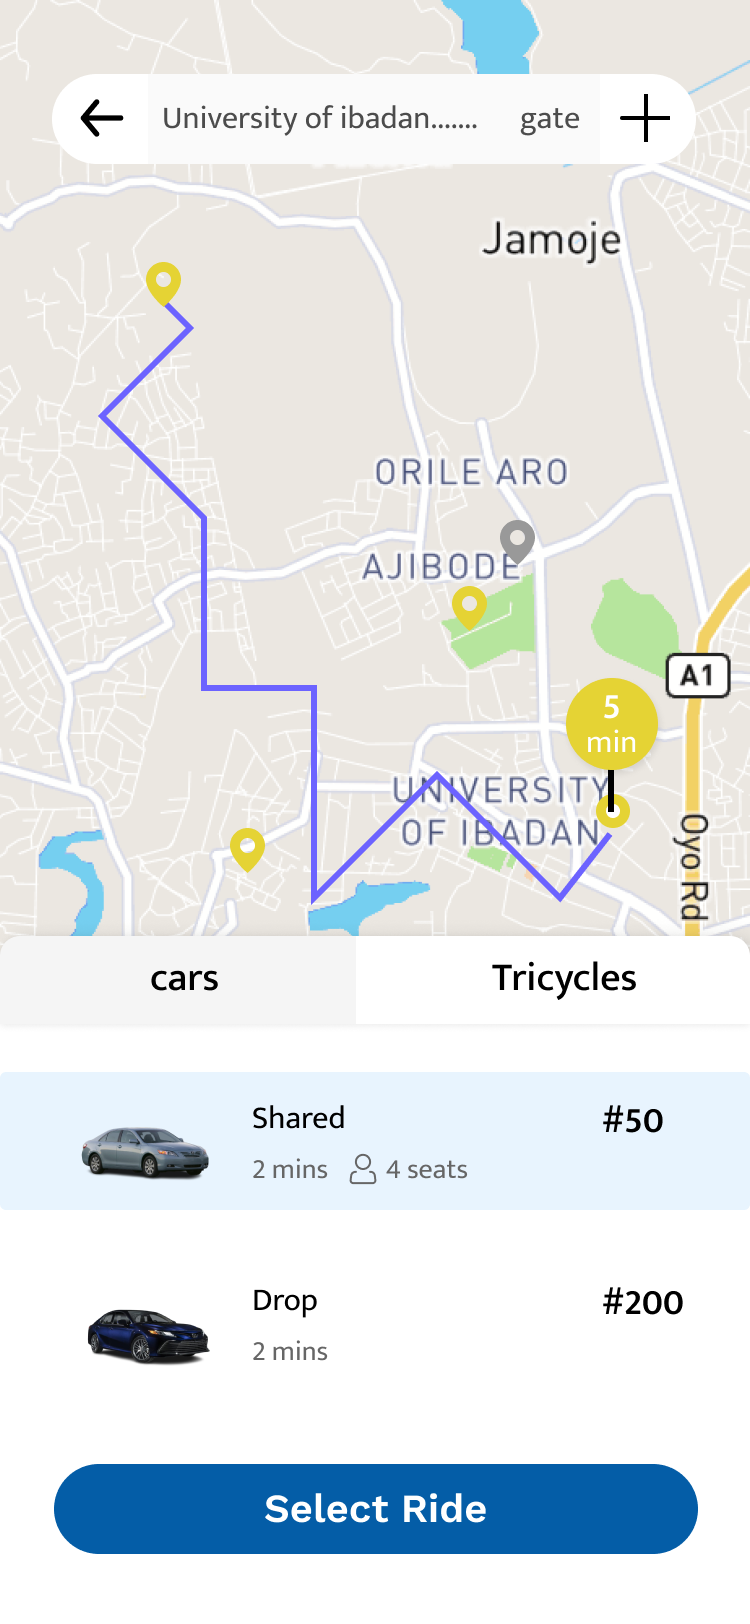 University of ibadan....... gate
Jamoje
ORILE ARO
AJIBODE
A1
5
min
UNIVERSITY
OF IBADAN
Oyo Rd
cars Tricycles
Shared #50
2 mins 4 seats
Drop #200
2 mins
Select Ride